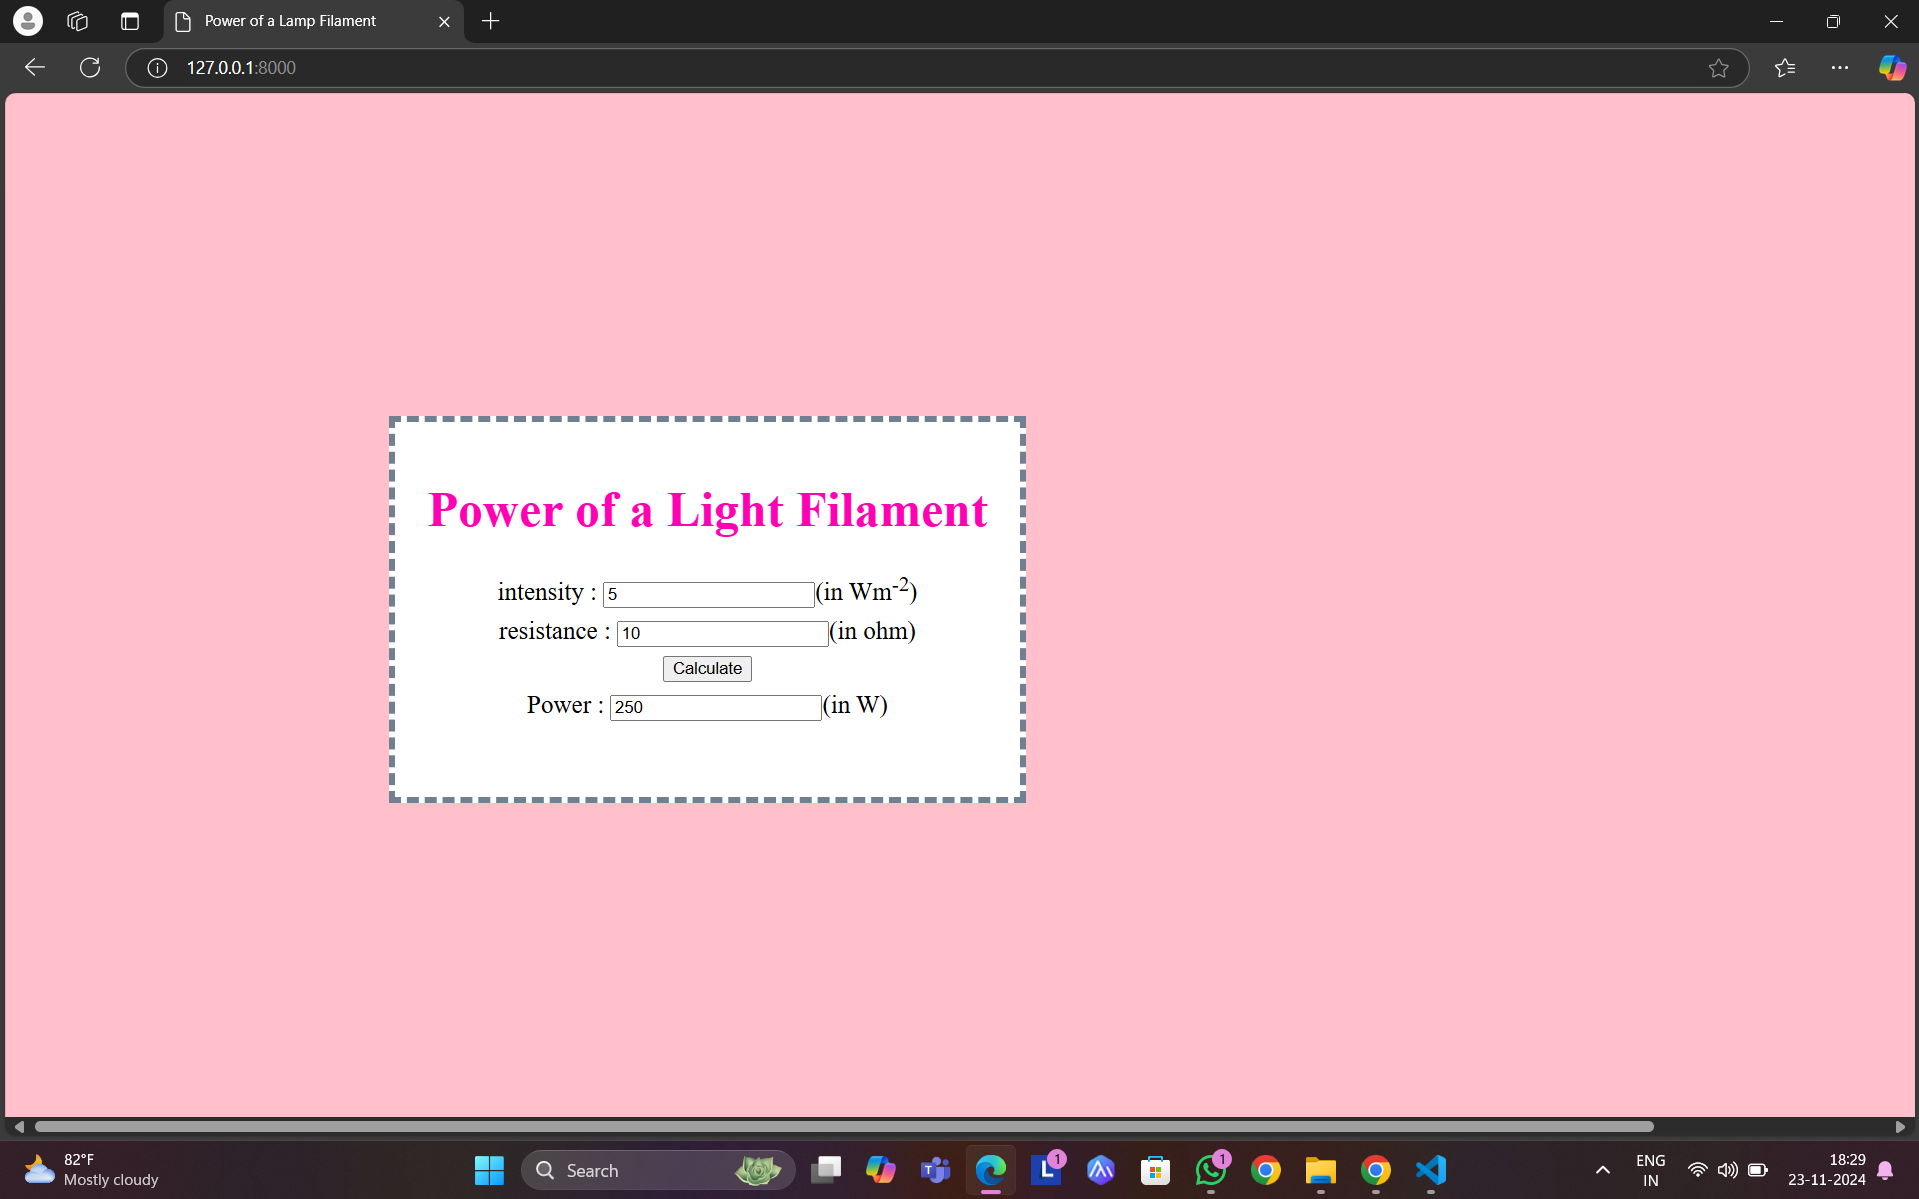 Power of a Lamp Filament
127.0.0.1:8000
Power of a Light Filament
intensity : 5 (in Wm-2)
resistance : 10 (in ohm)
Calculate
Power : 250 (in W)
82°F
Mostly cloudy
Search
L 1
1
ENG
IN
18:29
23-11-2024